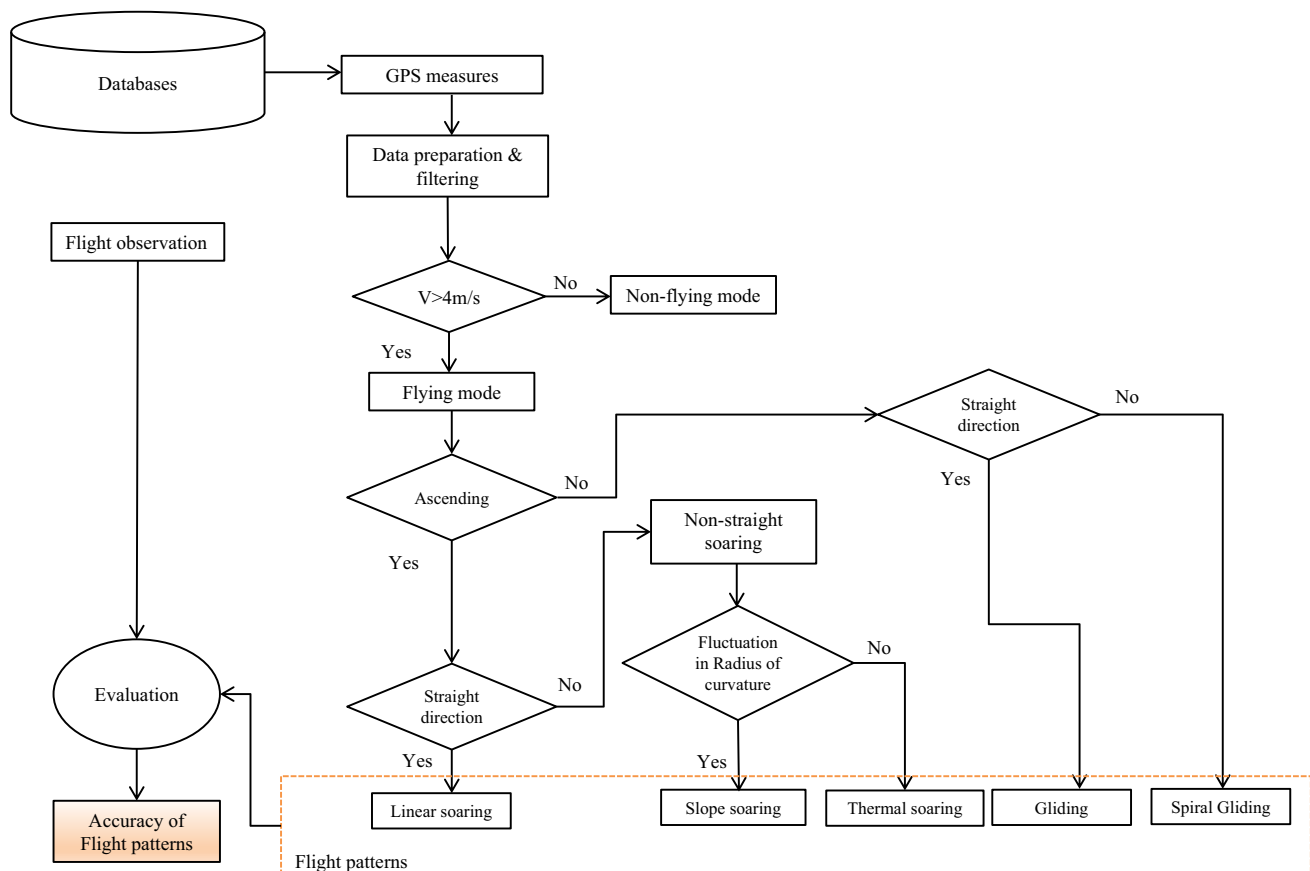 Databases
GPS measures
Data preparation &
filtering
Flight observation
V>4m/s
No
Non-flying mode
Yes
Flying mode
Straight
direction
No
Yes
Ascending
No
Yes
Non-straight
soaring
Fluctuation
in Radius of
curvature
No
Yes
Straight
direction
No
Yes
Evaluation
Accuracy of
Flight patterns
Linear soaring
Slope soaring
Thermal soaring
Gliding
Spiral Gliding
Flight patterns